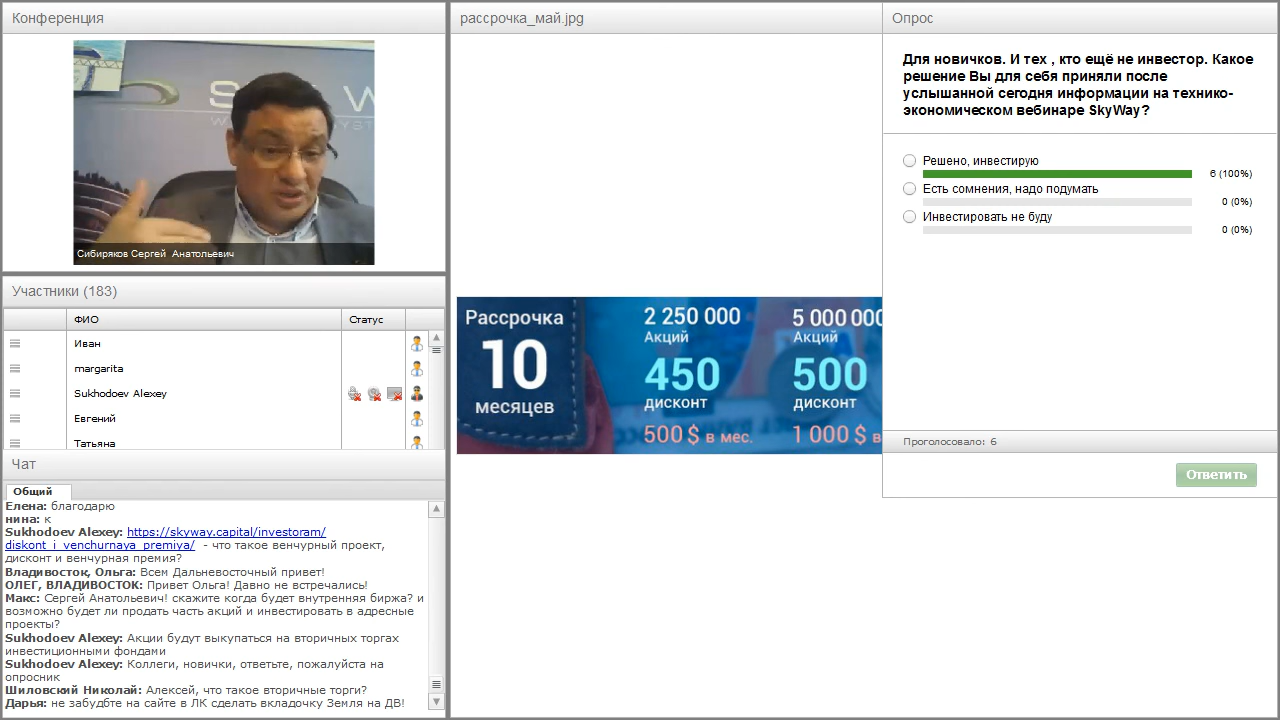 Конференция
Сибиряков Сергей Анатольевич
Участники (183)
ФИО
Статус
Иван
margarita
Sukhodoev Alexey
Евгений
Татьяна
Чат
Общий
Елена: благодарю
нина: к
Sukhodoev Alexey: https://skyway.capital/investoram/
diskont_i_venchurnaya_premiya/ - что такое венчурный проект,
дисконт и венчурная премия?
Владивосток, Ольга: Всем Дальневосточный привет!
ОЛЕГ, ВЛАДИВОСТОК: Привет Ольга! Давно не встречались!
Макс: Сергей Анатольевич! скажите когда будет внутренняя биржа? и
возможно будет ли продать часть акций и инвестировать в адресные
проекты?
Sukhodoev Alexey: Акции будут выкупаться на вторичных торгах
инвестиционными фондами
Sukhodoev Alexey: Коллеги, новички, ответьте, пожалуйста на
опросник
Шиловский Николай: Алексей, что такое вторичные торги?
Дарья: не забудбте на сайте в ЛК сделать вкладочку Земля на ДВ!
рассрочка_май.jpg
Рассрочка
10
месяцев
2 250 000
Акций
450
дисконт
500 $ в мес.
5 000 000
Акций
500
дисконт
1 000 $ в
Опрос
Для новичков. И тех , кто ещё не инвестор. Какое
решение Вы для себя приняли после
услышанной сегодня информации на технико-
экономическом вебинаре SkyWay?
Решено, инвестирую
6 (100%)
Есть сомнения, надо подумать
0 (0%)
Инвестировать не буду
0 (0%)
Проголосовало: 6
Ответить